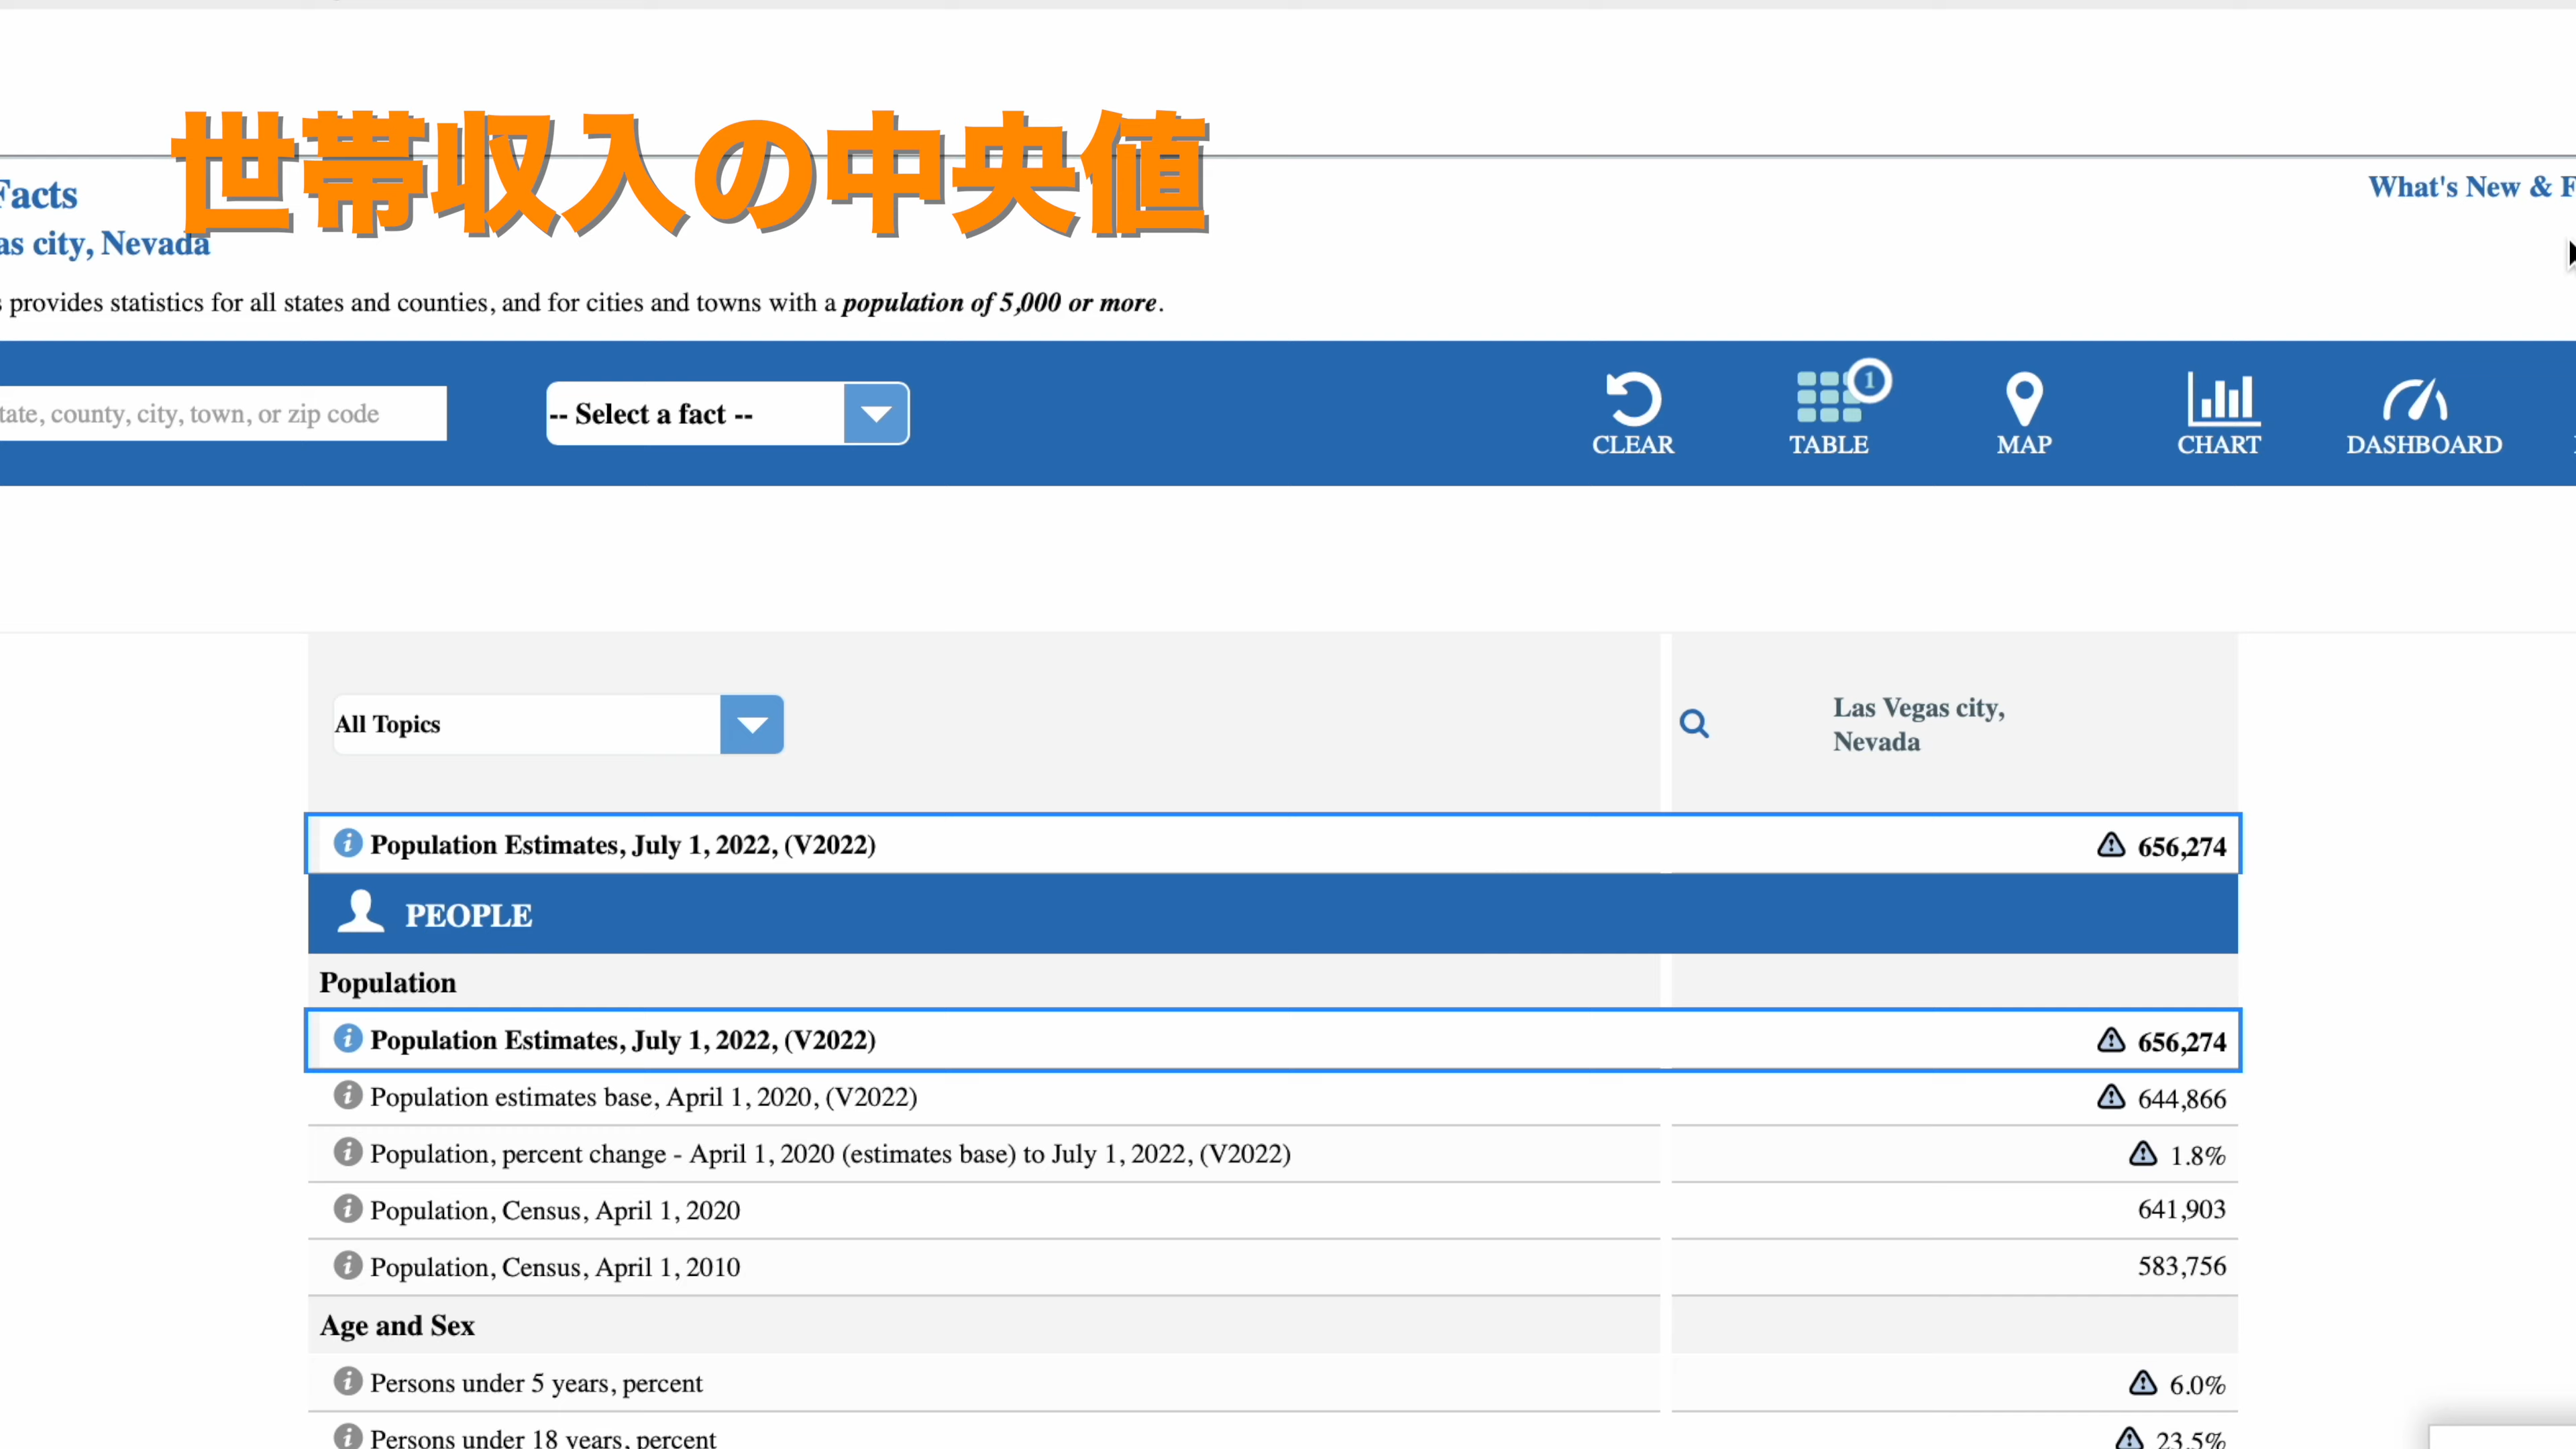 世帯収入の中央値
Facts
What's New & F
as city, Nevada
s provides statistics for all states and counties, and for cities and towns with a population of 5,000 or more.
tate, county, city, town, or zip code
-- Select a fact --
CLEAR
TABLE
1
MAP
CHART
DASHBOARD
All Topics
Las Vegas city,
Nevada
Population Estimates, July 1, 2022, (V2022) 656,274
PEOPLE
Population
Population Estimates, July 1, 2022, (V2022) 656,274
Population estimates base, April 1, 2020, (V2022) 644,866
Population, percent change - April 1, 2020 (estimates base) to July 1, 2022, (V2022) 1.8%
Population, Census, April 1, 2020 641,903
Population, Census, April 1, 2010 583,756
Age and Sex
Persons under 5 years, percent 6.0%
Persons under 18 years, percent 23.5%